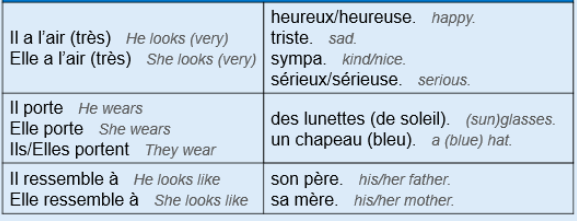 Il a l’air (très) He looks (very)
Elle a l’air (très) She looks (very)
heureux/heureuse. happy.
triste. sad.
sympa. kind/nice.
sérieux/sérieuse. serious.
Il porte He wears
Elle porte She wears
Ils/Elles portent They wear
des lunettes (de soleil). (sun)glasses.
un chapeau (bleu). a (blue) hat.
Il ressemble à He looks like
Elle ressemble à She looks like
son père. his/her father.
sa mère. his/her mother.